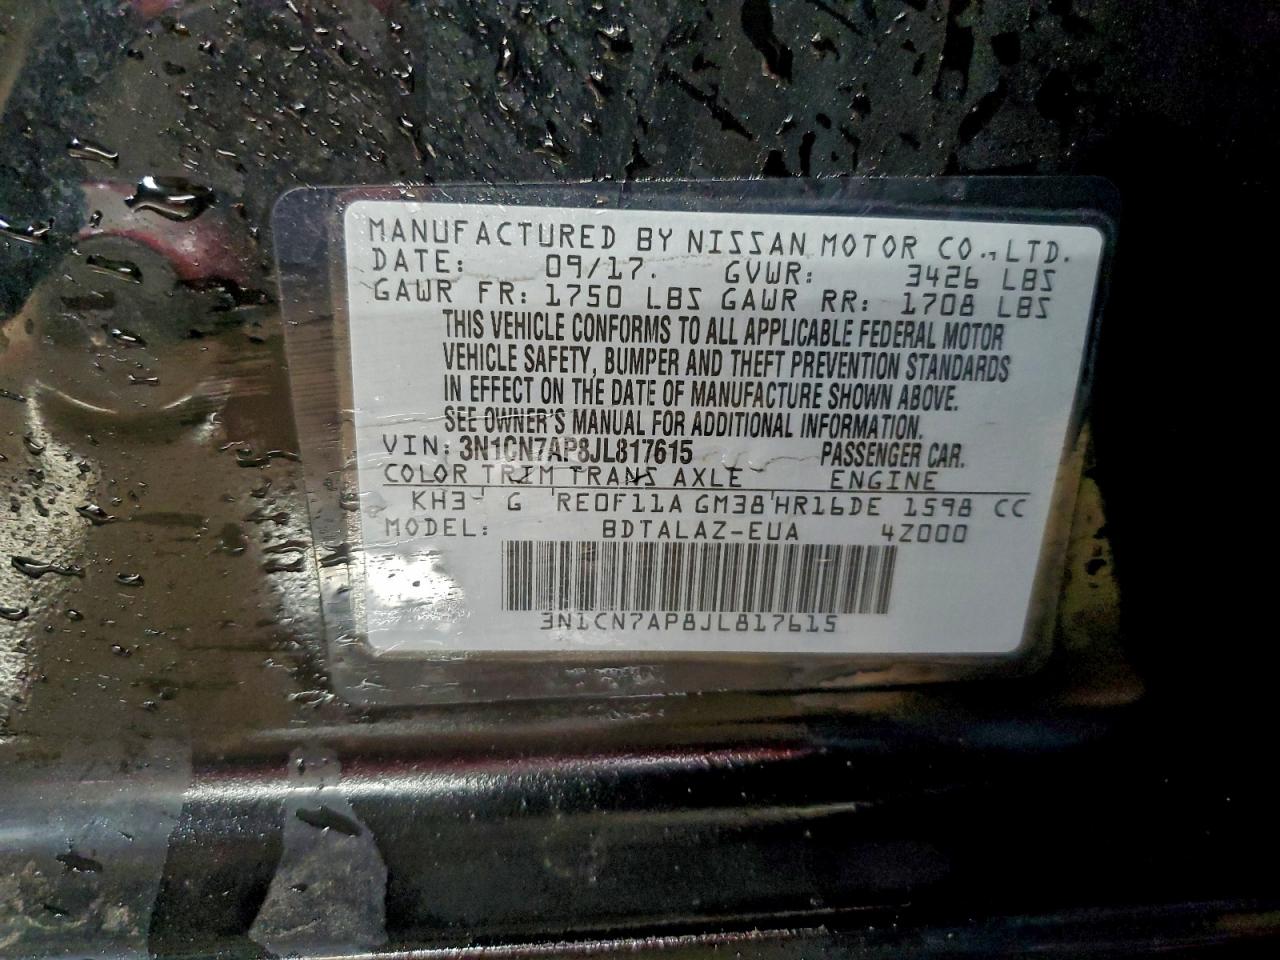 MANUFACTURED BY NISSAN MOTOR CO.,LTD.
DATE: 09/17. GVWR: 3426 LBS
GAWR FR: 1750 LBS GAWR RR: 1708 LBS
THIS VEHICLE CONFORMS TO ALL APPLICABLE FEDERAL MOTOR
VEHICLE SAFETY, BUMPER AND THEFT PREVENTION STANDARDS
IN EFFECT ON THE DATE OF MANUFACTURE SHOWN ABOVE.
SEE OWNER'S MANUAL FOR ADDITIONAL INFORMATION.
VIN: 3N1CN7AP8JL817615 PASSENGER CAR.
COLOR TRIM TRANS AXLE ENGINE
KH3 G RE0F11A GM38 HR16DE 1598 CC
MODEL: BDTALAZ-EUA 4Z000
3N1CN7AP8JL817615